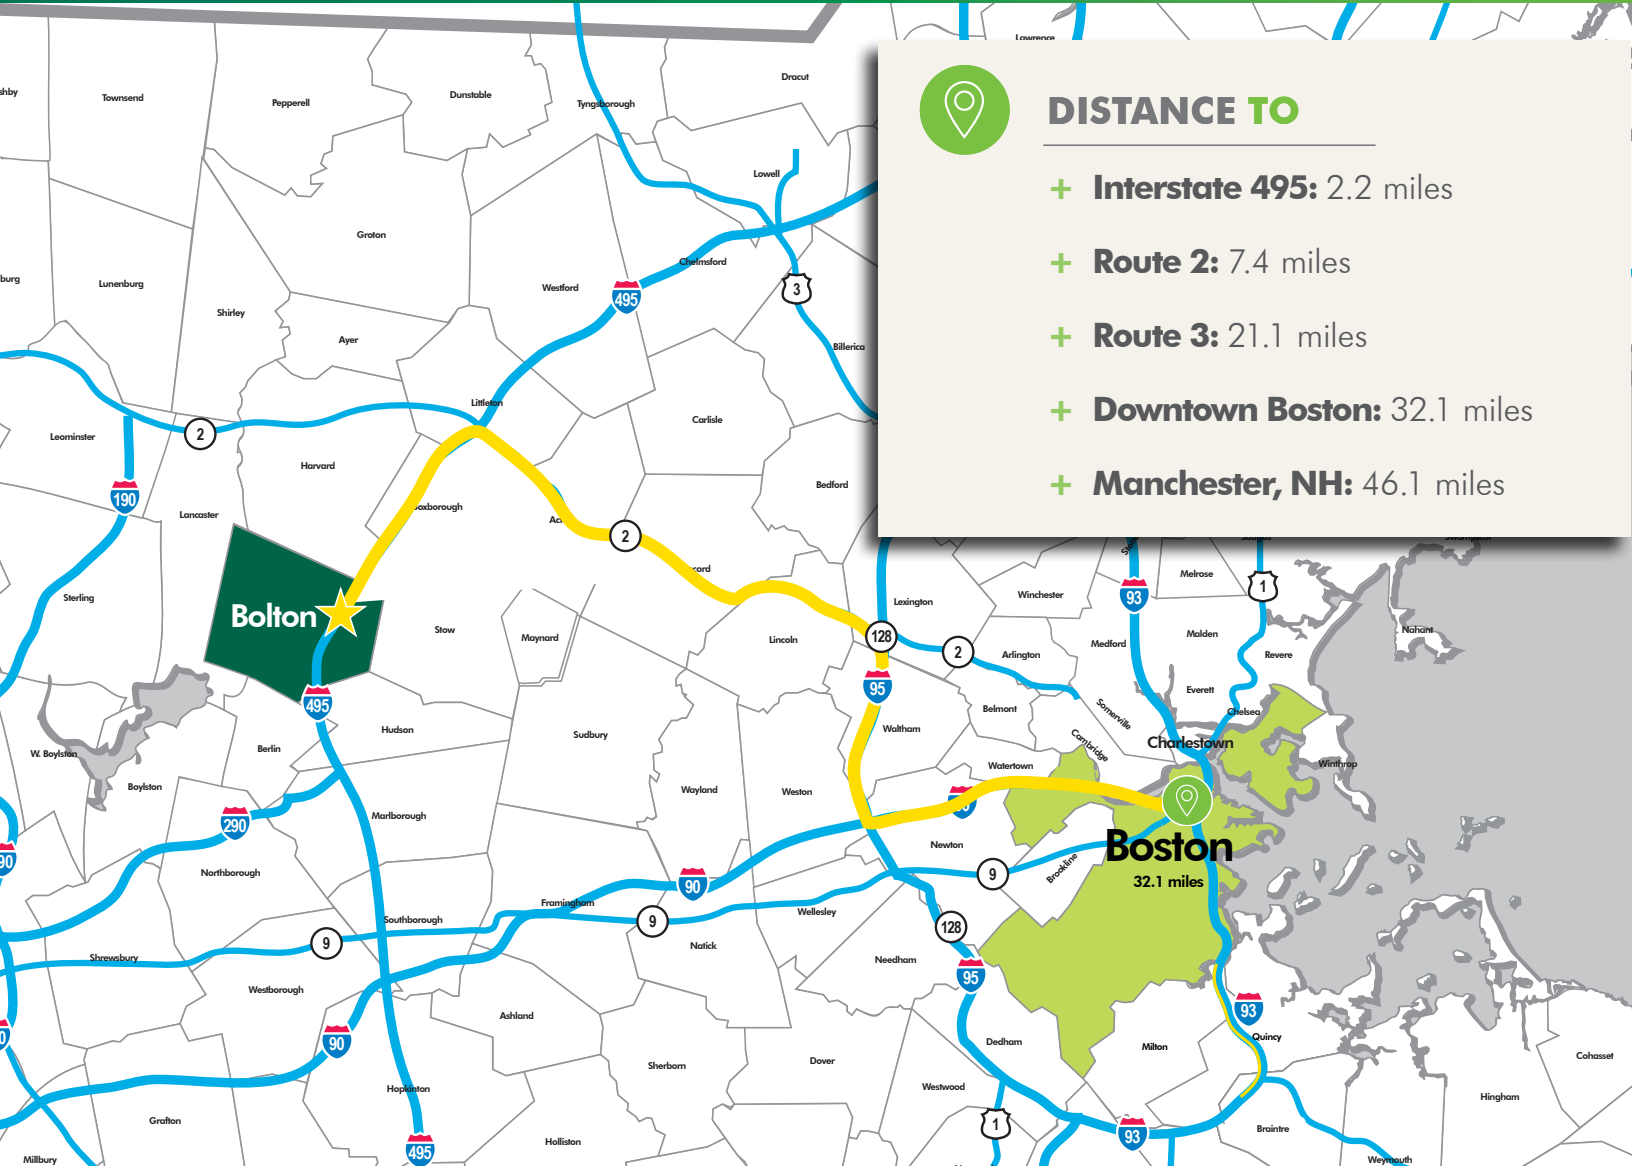 Lawrence
DISTANCE TO
+ Interstate 495: 2.2 miles
+ Route 2: 7.4 miles
+ Route 3: 21.1 miles
+ Downtown Boston: 32.1 miles
+ Manchester, NH: 46.1 miles
Dracut
Townsend
Pepperell
Dunstable
Tyngsborough
Lowell
Groton
Chelmsford
Lunenburg
Westford
495
3
Shirley
Ayer
Billerica
Littleton
Carlisle
2
Leominster
Harvard
Bedford
190
Lancaster
2
Melrose
1
93
Sterling
Winchester
Lexington
Bolton
Stow
Maynard
Lincoln
128
2
Arlington
Medford
Malden
Nahant
Revere
95
Everett
495
Belmont
Somerville
Chelsea
Hudson
Sudbury
Waltham
Charlestown
Berlin
Cambridge
W. Boylston
Watertown
Winthrop
Boylston
Wayland
Weston
Marlborough
290
Newton
Boston
32.1 miles
90
Northborough
90
9
Brookline
Framingham
Southborough
9
Wellesley
128
9
Natick
Shrewsbury
Needham
95
Westborough
93
Ashland
90
Quincy
Dedham
Milton
Cohasset
Sherborn
Dover
Hopkinton
Westwood
Hingham
Grafton
1
93
Braintre
Holliston
495
Millbury
Weymouth